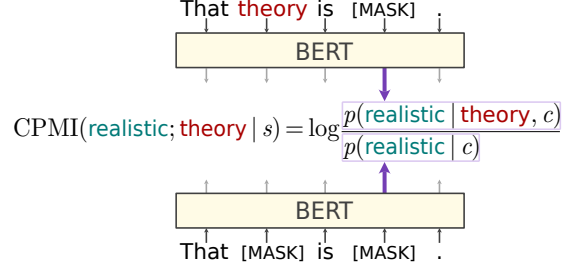 That theory is [MASK] .
BERT
CPMI(realistic; theory | s) = log p(realistic | theory, c) / p(realistic | c)
BERT
That [MASK] is [MASK] .